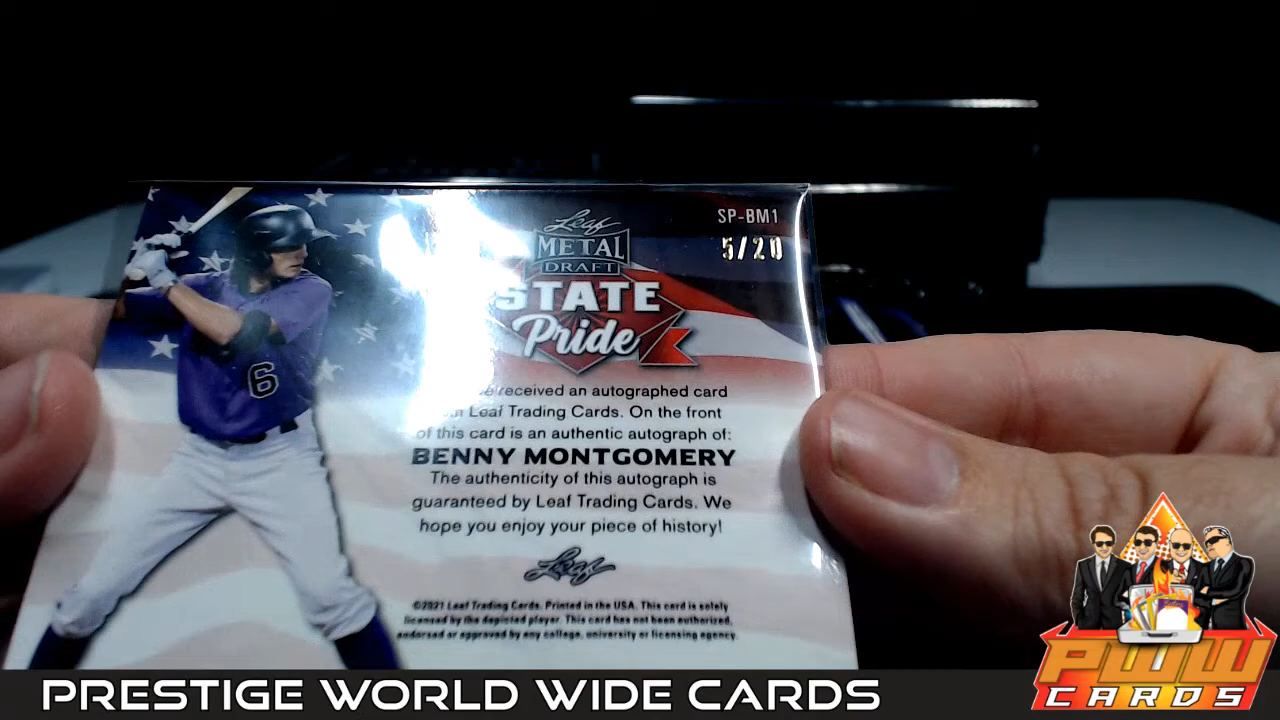 SP-BM1
5/20
Leaf
METAL
DRAFT
STATE
Pride
6
received an autographed card
Leaf Trading Cards. On the front
of this card is an authentic autograph of:
BENNY MONTGOMERY
The authenticity of this autograph is
guaranteed by Leaf Trading Cards. We
hope you enjoy your piece of history!
Leaf
©2021 Leaf Trading Cards. Printed in the USA. This card is solely
licensed by the depicted player. This card has not been authorized,
endorsed or approved by any college, university or licensing agency.
PRESTIGE WORLD WIDE CARDS
PWW
CARDS